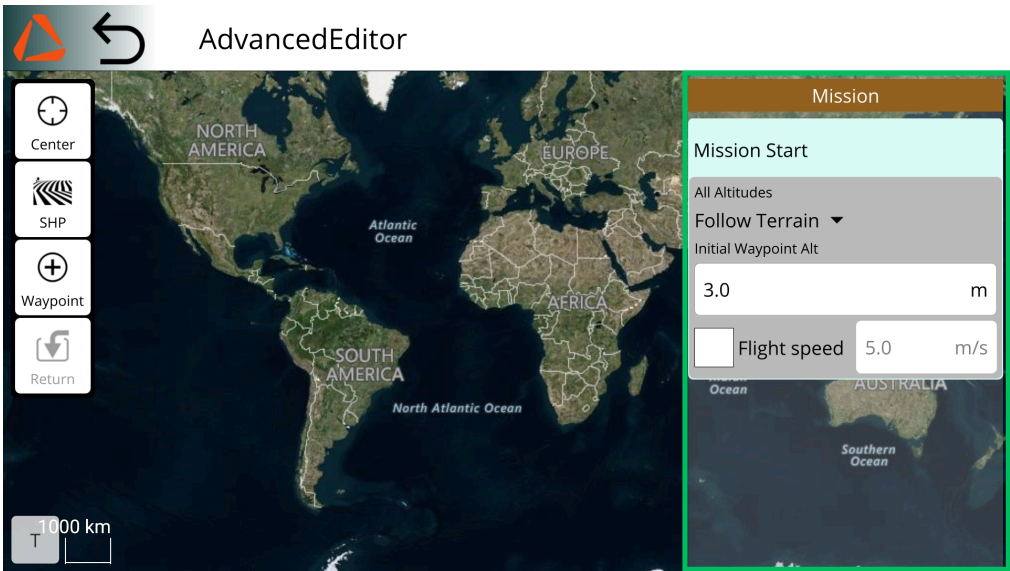 AdvancedEditor
Center
SHP
Waypoint
Return
NORTH
AMERICA
EUROPE
Atlantic
Ocean
AFRICA
SOUTH
AMERICA
North Atlantic Ocean
1000 km
T
Mission
Mission Start
All Altitudes
Follow Terrain
Initial Waypoint Alt
3.0 m
Flight speed 5.0 m/s
Ocean
AUSTRALIA
Southern
Ocean